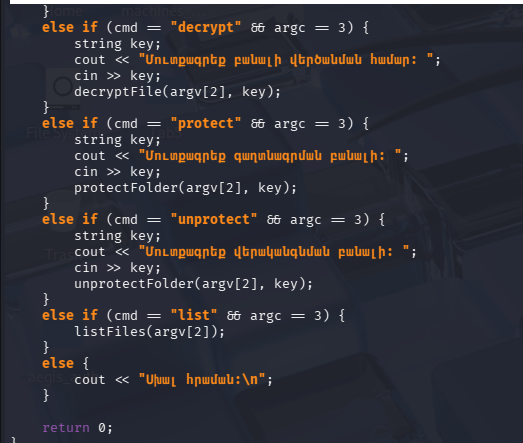 }
else if (cmd == "decrypt" && argc == 3) {
string key;
cout << "Մուտքագրեք բանալի վերծանման համար: ";
cin >> key;
decryptFile(argv[2], key);
}
else if (cmd == "protect" && argc == 3) {
string key;
cout << "Մուտքագրեք գաղտնագրման բանալի: ";
cin >> key;
protectFolder(argv[2], key);
}
else if (cmd == "unprotect" && argc == 3) {
string key;
cout << "Մուտքագրեք վերականգնման բանալի: ";
cin >> key;
unprotectFolder(argv[2], key);
}
else if (cmd == "list" && argc == 3) {
listFiles(argv[2]);
}
else {
cout << "Սխալ հրաման:\n";
}
return 0;
}